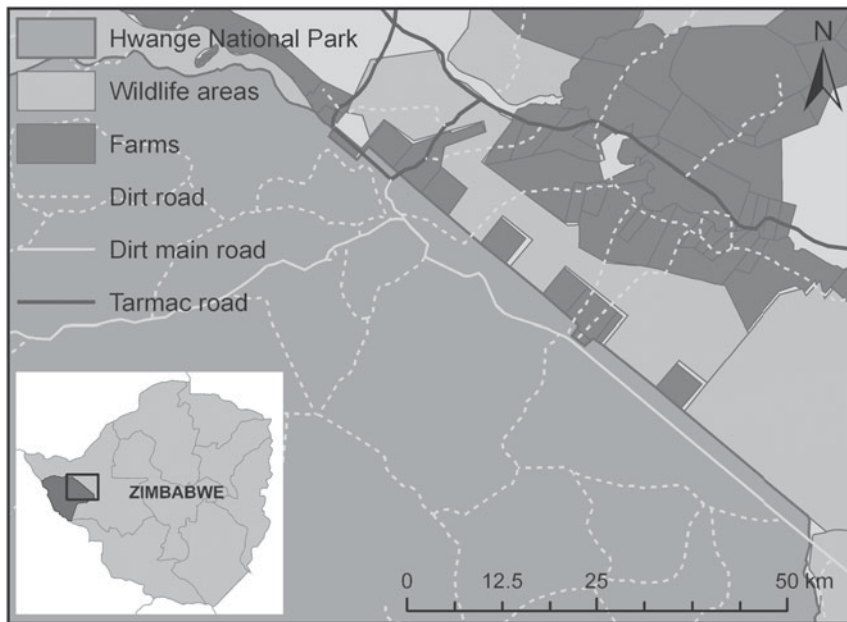 Hwange National Park
Wildlife areas
Farms
Dirt road
Dirt main road
Tarmac road
N
ZIMBABWE
0 12.5 25 50 km